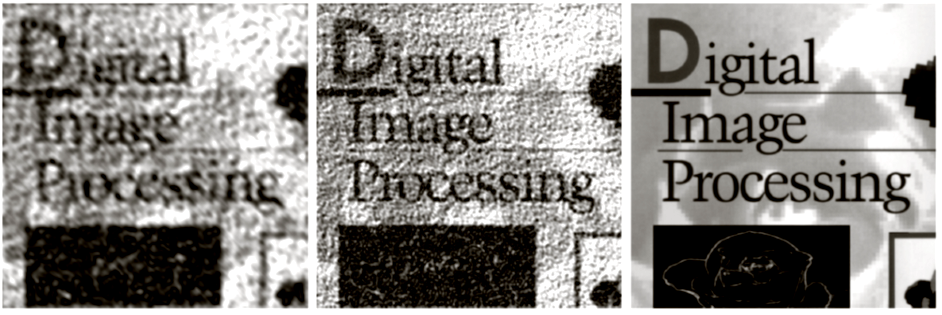 Digital
Image
Processing
Digital
Image
Processing
Digital
Image
Processing